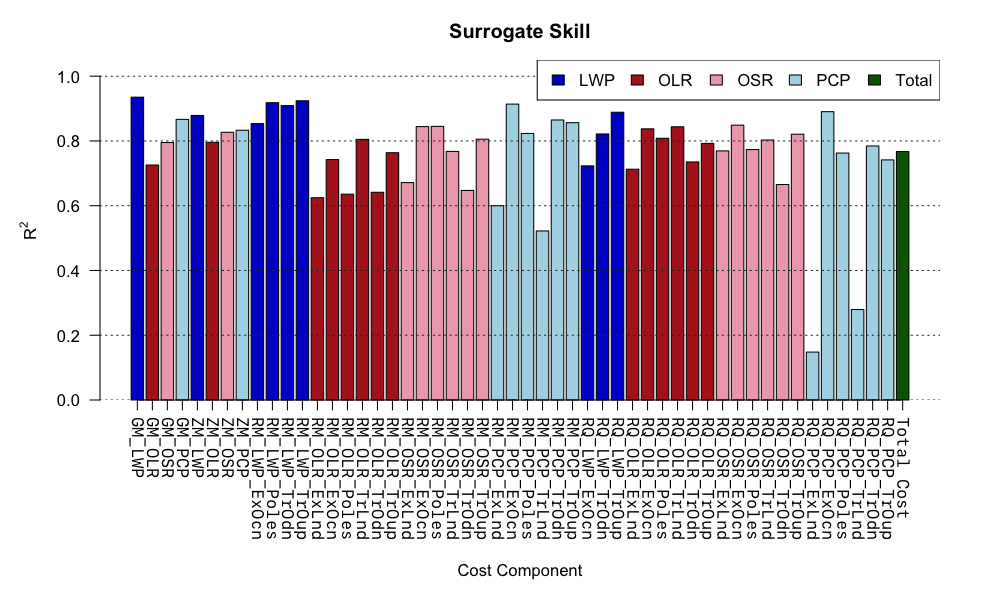 Surrogate Skill
LWP OLR OSR PCP Total
R2
1.0
0.8
0.6
0.4
0.2
0.0
GM_LWP
GM_OLR
GM_OSR
GM_PCP
ZM_LWP
ZM_OLR
ZM_OSR
ZM_PCP
RM_LWP_ExOcn
RM_LWP_Poles
RM_LWP_TrOdn
RM_LWP_TrOup
RM_OLR_ExLnd
RM_OLR_ExOcn
RM_OLR_Poles
RM_OLR_TrLnd
RM_OLR_TrOdn
RM_OLR_TrOup
RM_OSR_ExLnd
RM_OSR_ExOcn
RM_OSR_Poles
RM_OSR_TrLnd
RM_OSR_TrOdn
RM_OSR_TrOup
RM_PCP_ExLnd
RM_PCP_ExOcn
RM_PCP_Poles
RM_PCP_TrLnd
RM_PCP_TrOdn
RM_PCP_TrOup
RQ_LWP_ExOcn
RQ_LWP_TrOdn
RQ_LWP_TrOup
RQ_OLR_ExLnd
RQ_OLR_ExOcn
RQ_OLR_Poles
RQ_OLR_TrLnd
RQ_OLR_TrOdn
RQ_OLR_TrOup
RQ_OSR_ExLnd
RQ_OSR_ExOcn
RQ_OSR_Poles
RQ_OSR_TrLnd
RQ_OSR_TrOdn
RQ_OSR_TrOup
RQ_PCP_ExLnd
RQ_PCP_ExOcn
RQ_PCP_Poles
RQ_PCP_TrLnd
RQ_PCP_TrOdn
RQ_PCP_TrOup
Total Cost
Cost Component